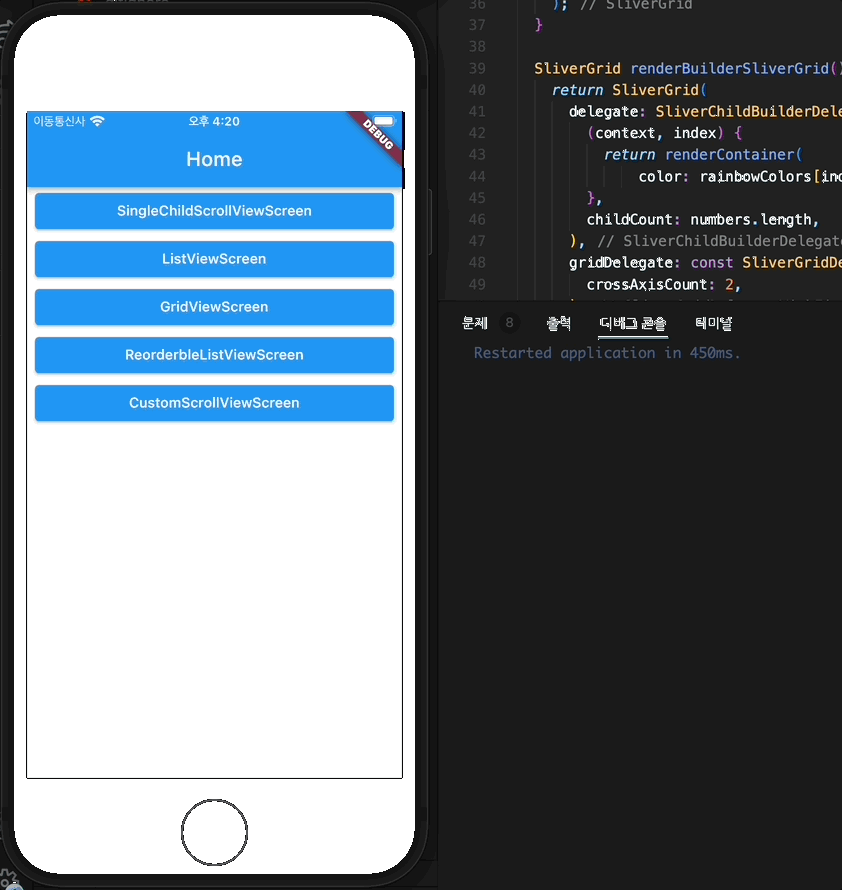 이동통신사
오후 4:20
DEBUG
Home
SingleChildScrollViewScreen
ListViewScreen
GridViewScreen
ReorderbleListViewScreen
CustomScrollViewScreen
36 ); // SliverGrid
37 }
38
39 SliverGrid renderBuilderSliverGrid()
40 return SliverGrid(
41 delegate: SliverChildBuilderDele
42 (context, index) {
43 return renderContainer(
44 color: rainbowColors[ind
45 },
46 childCount: numbers.length,
47 ), // SliverChildBuilderDelegate
48 gridDelegate: const SliverGridDe
49 crossAxisCount: 2,
문제 8 출력 디버그 콘솔 터미널
Restarted application in 450ms.